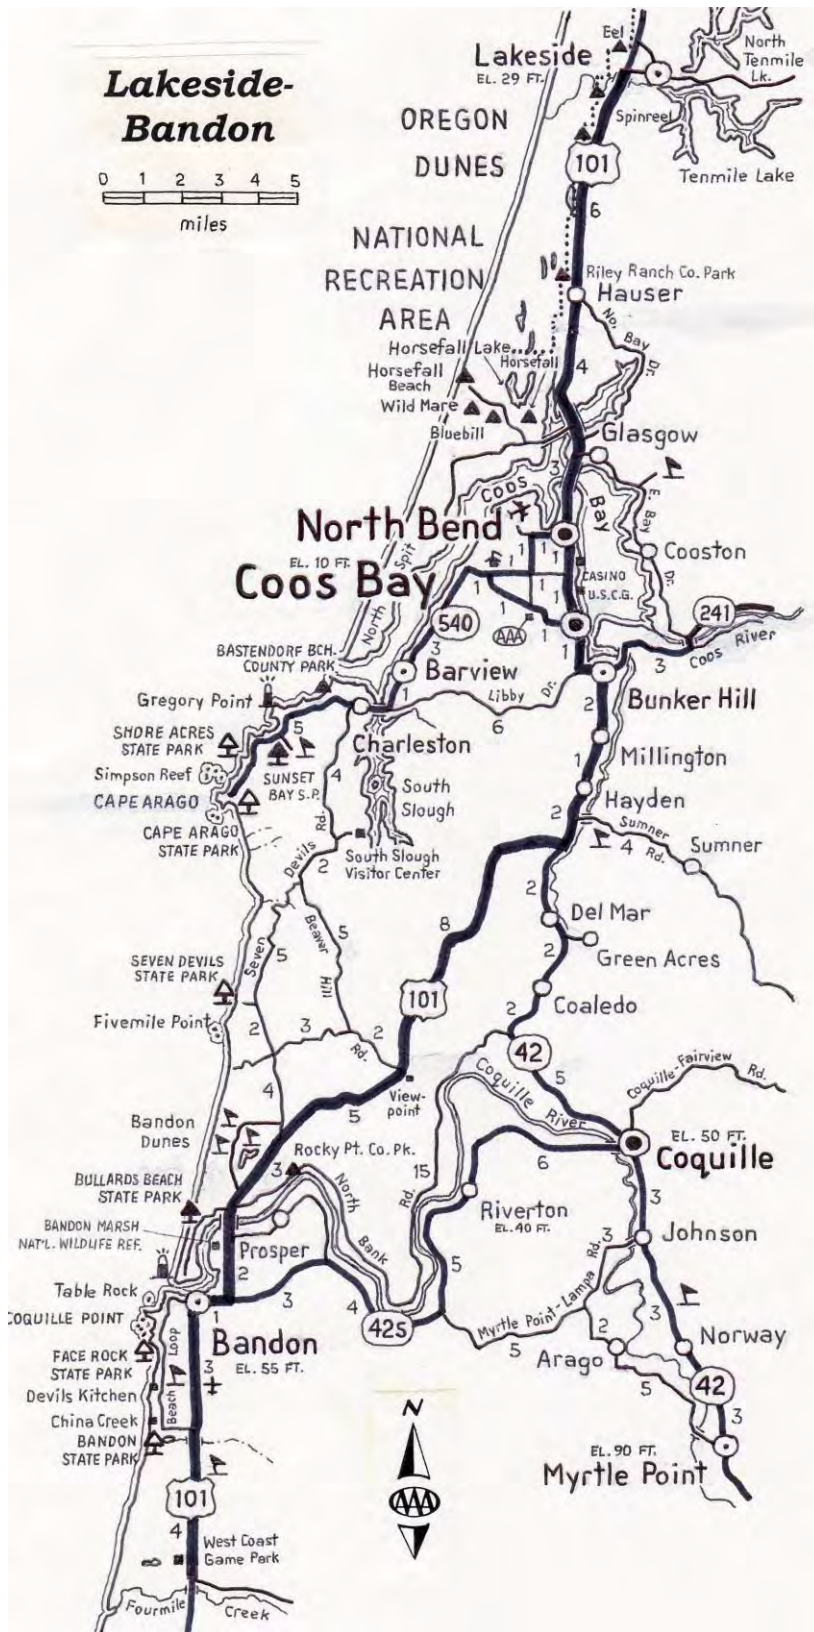 Lakeside-
Bandon
0 1 2 3 4 5
miles
Eel
Lakeside
EL. 29 FT.
North
Tenmile
Lk.
Spinreel
Tenmile Lake
OREGON
DUNES
NATIONAL
RECREATION
AREA
101
6
Riley Ranch Co. Park
Hauser
No. Bay Dr.
4
Horsefall Lake
Horsefall
Horsefall
Beach
Wild Mare
Bluebill
Glasgow
3
COOS
BAY
E. Bay Dr.
North Bend
Cooston
EL. 10 FT.
Coos Bay
1 1 1 1
1 1 1
1 1
1
CASINO
U.S.C.G.
AAA
North Spit
540
3
241
Coos River
3
BASTENDORF BCH.
COUNTY PARK
Barview
1
Libby Dr.
6
Bunker Hill
2
Gregory Point
5
Charleston
SHORE ACRES
STATE PARK
SUNSET
BAY S.P.
4
South
Slough
Millington
1
Simpson Reef
CAPE ARAGO
Hayden
2
Sumner Rd.
4
Sumner
CAPE ARAGO
STATE PARK
South Slough
Visitor Center
Seven Devils Rd.
2
2
Del Mar
8
Beaver Hill Rd.
5
5
2
Green Acres
SEVEN DEVILS
STATE PARK
101
Coaledo
2
Fivemile Point
2
3
2
42
4
View-
point
5
Coquille River
5
Coquille-Fairview Rd.
Bandon
Dunes
EL. 50 FT.
Coquille
6
3
Rocky Pt. Co. Pk.
15
BULLARDS BEACH
STATE PARK
North Bank Rd.
Riverton
EL. 40 FT.
3
BANDON MARSH
NAT'L. WILDLIFE REF.
Prosper
2
5
3
Johnson
Table Rock
COQUILLE POINT
1
3
4
42S
Myrtle Point-Lampa Rd.
5
3
Bandon
EL. 55 FT.
Norway
2
Arago
FACE ROCK
STATE PARK
Beach Loop
3
Devils Kitchen
China Creek
BANDON
STATE PARK
5
42
3
N
AAA
EL. 90 FT.
Myrtle Point
101
4
West Coast
Game Park
Fourmile Creek